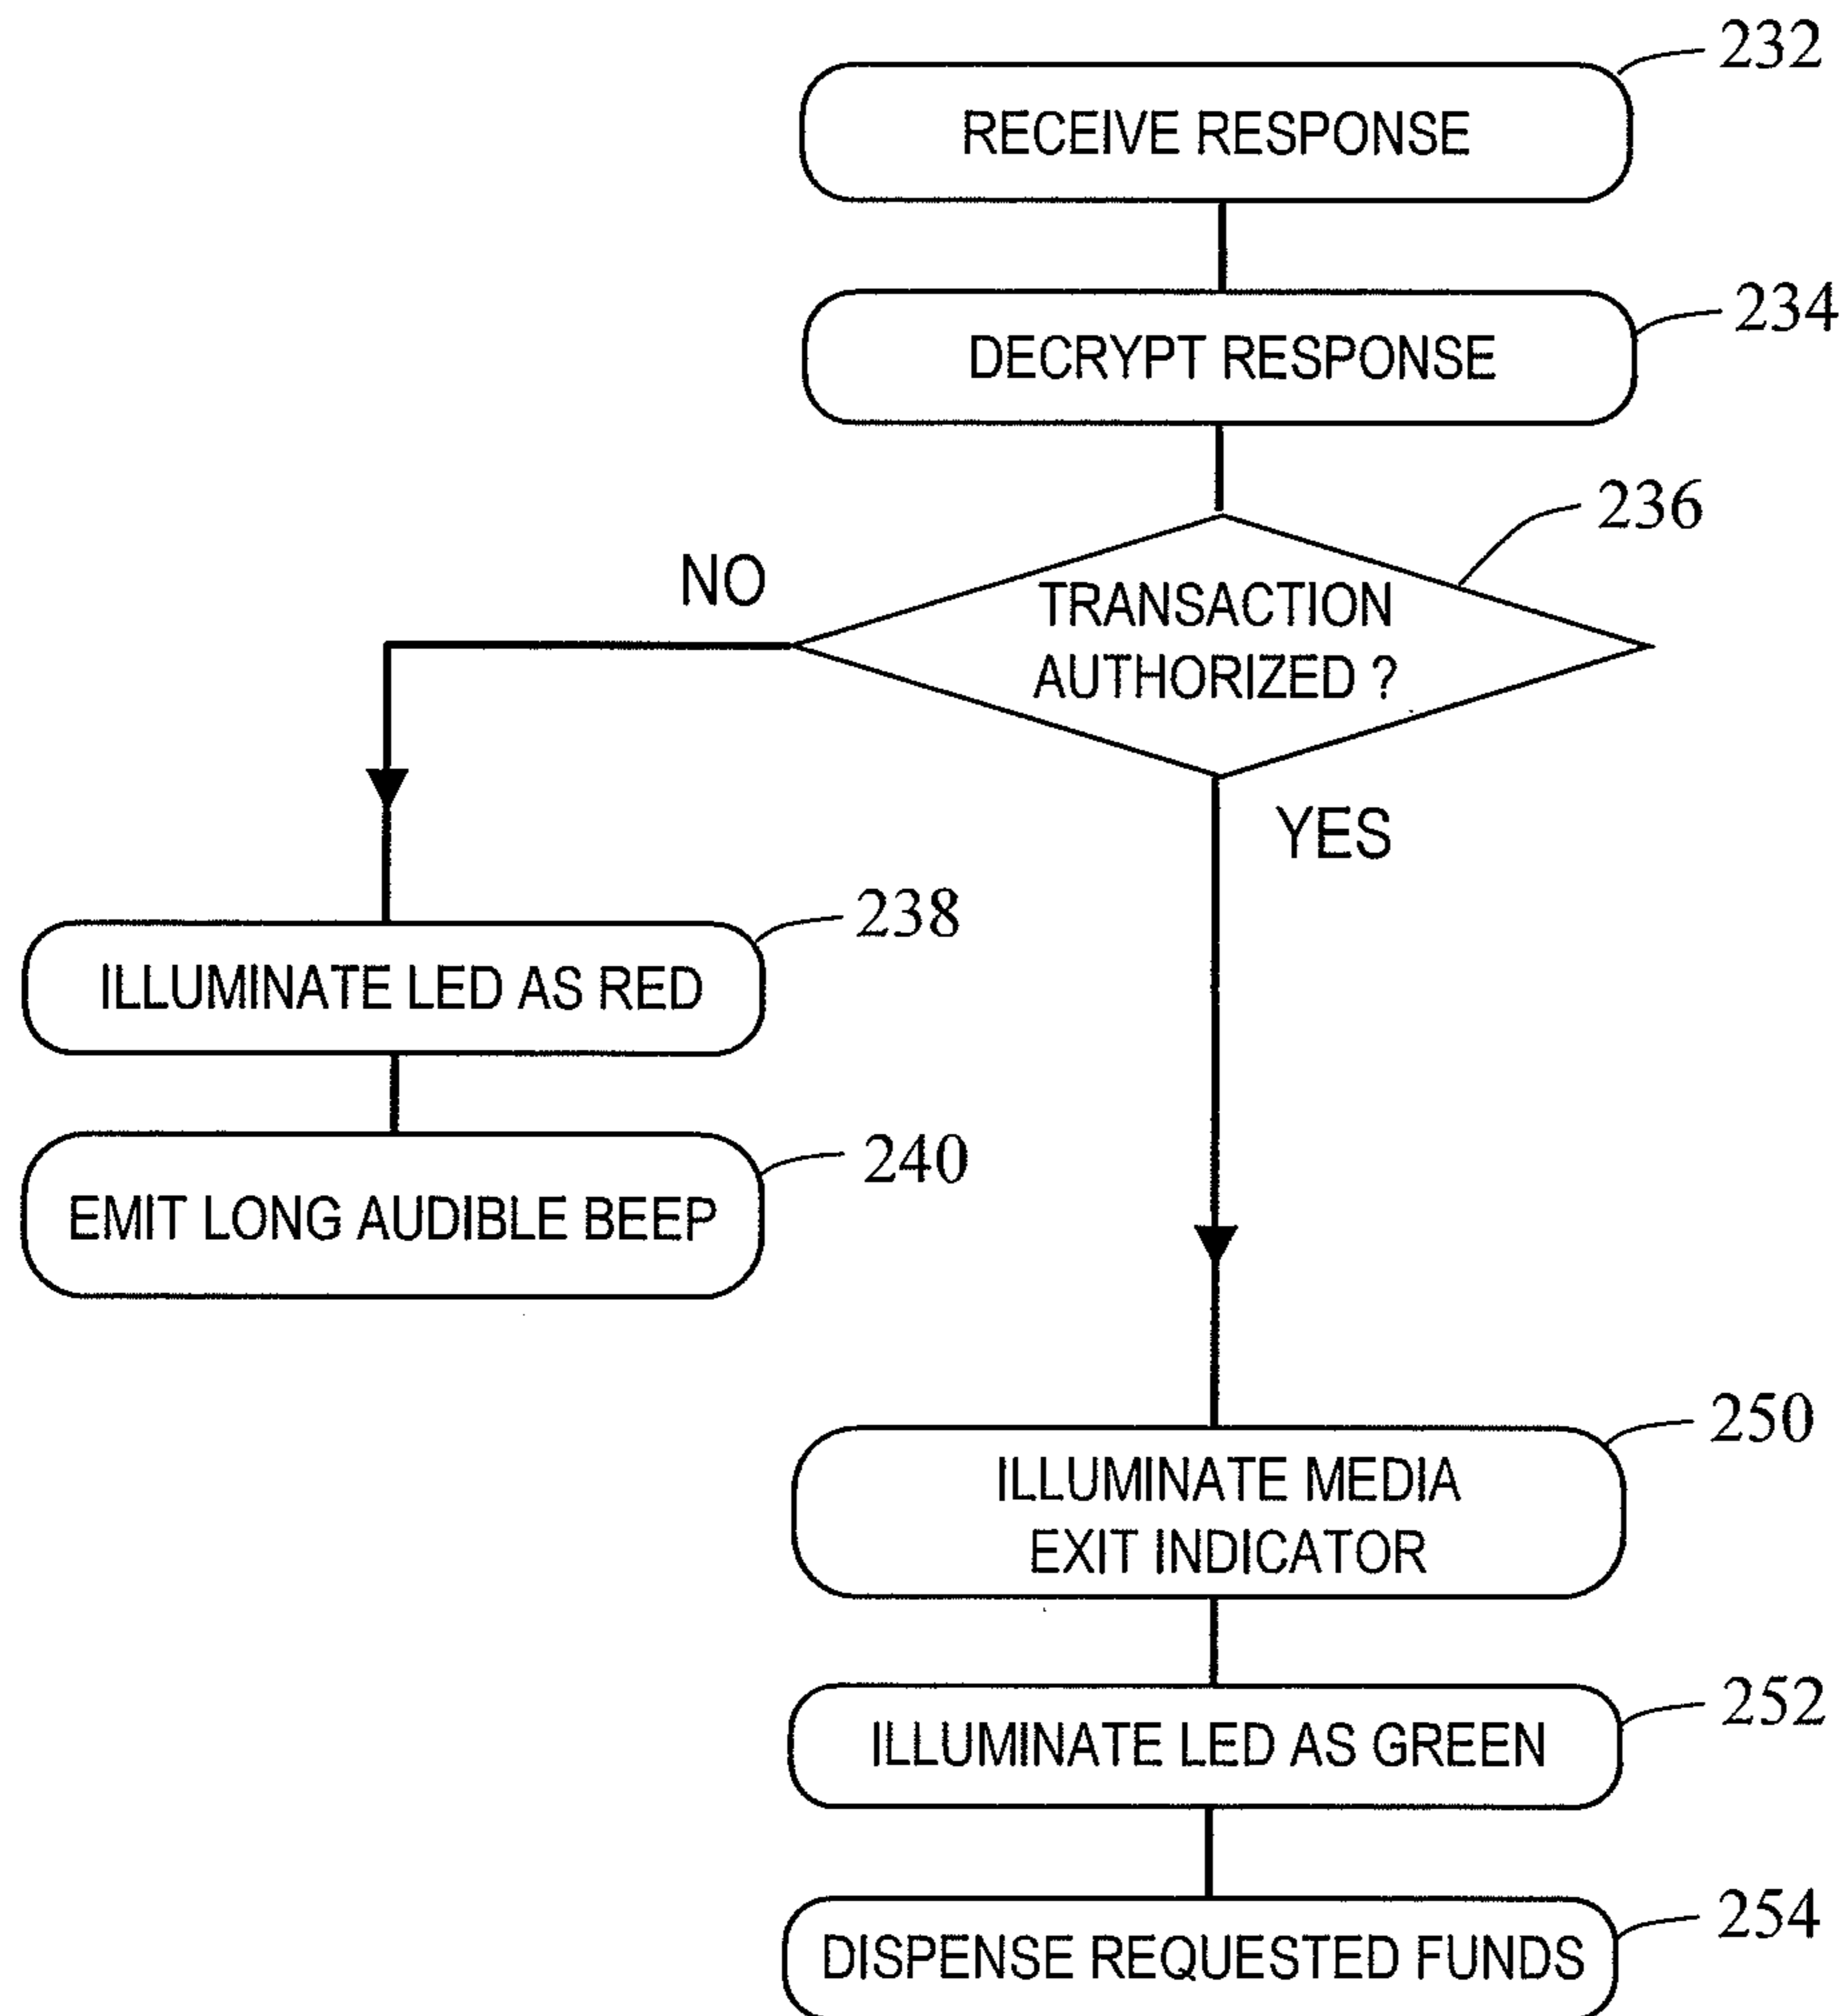 232
RECEIVE RESPONSE
234
DECRYPT RESPONSE
236
NO
TRANSACTION
AUTHORIZED ?
YES
238
ILLUMINATE LED AS RED
240
EMIT LONG AUDIBLE BEEP
250
ILLUMINATE MEDIA
EXIT INDICATOR
252
ILLUMINATE LED AS GREEN
254
DISPENSE REQUESTED FUNDS